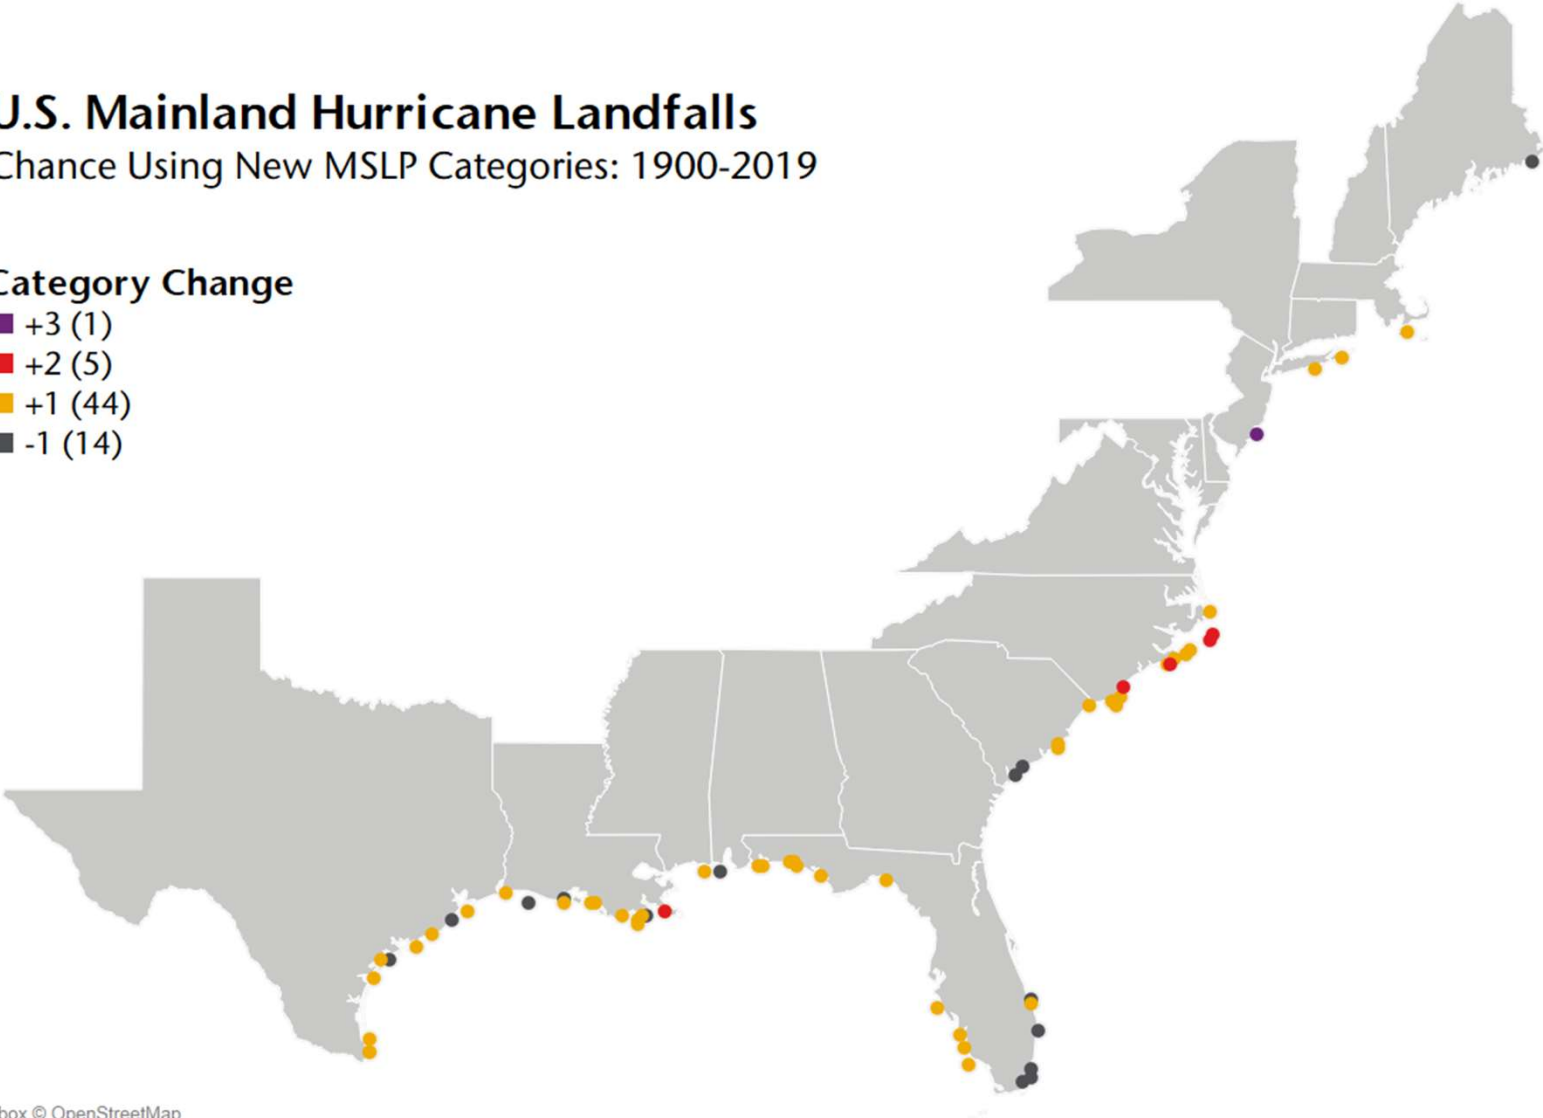 U.S. Mainland Hurricane Landfalls
Chance Using New MSLP Categories: 1900-2019
Category Change
+3 (1)
+2 (5)
+1 (44)
-1 (14)
box © OpenStreetMap